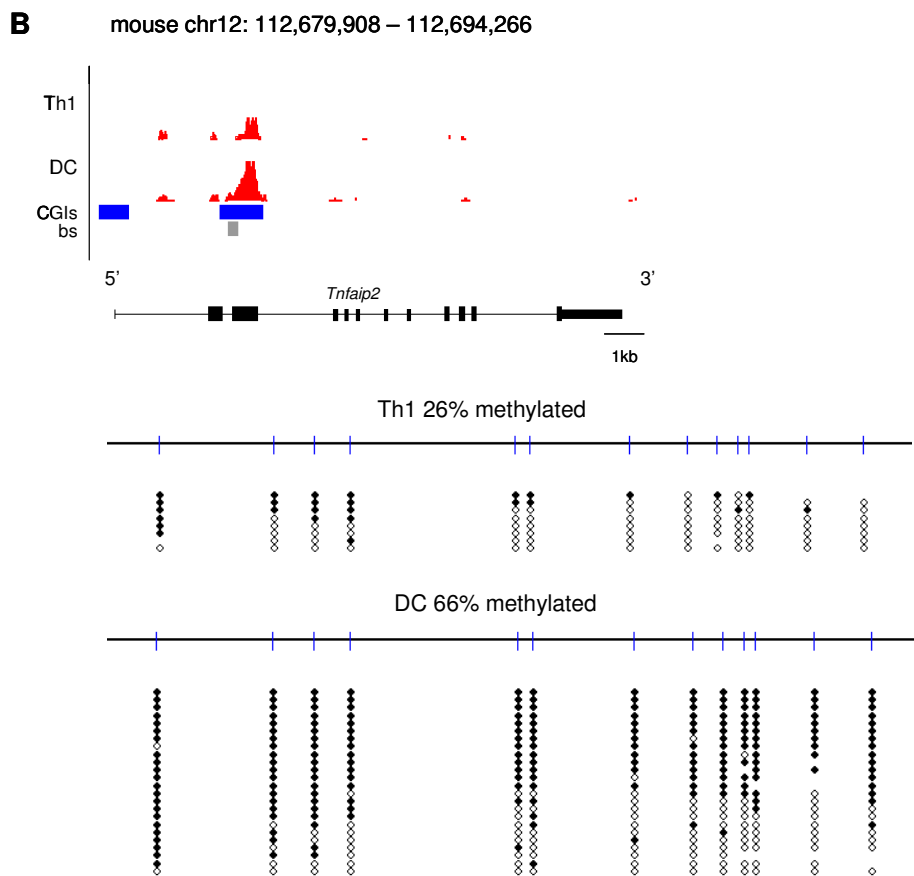 B mouse chr12: 112,679,908 – 112,694,266
Th1
DC
CGIs
bs
5’ 3’
Tnfaip2
1kb
Th1 26% methylated
DC 66% methylated